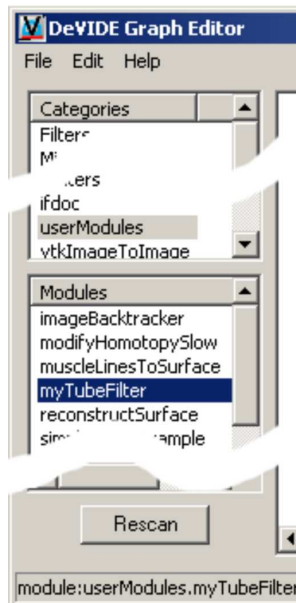 DeVIDE Graph Editor
File Edit Help
Categories
ifdoc
userModules
vtkImageToImage
Modules
imageBacktracker
modifyHomotopySlow
muscleLinesToSurface
myTubeFilter
reconstructSurface
Rescan
module:userModules.myTubeFilter